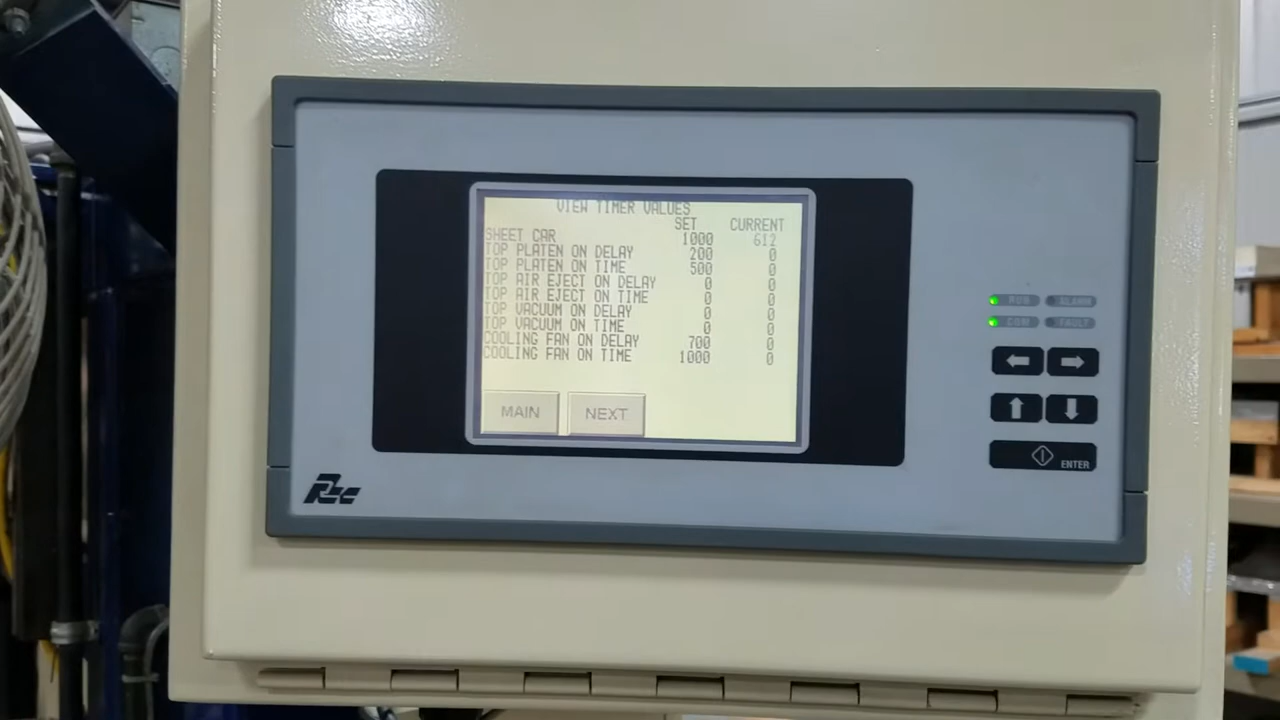 VIEW TIMER VALUES
SET CURRENT
SHEET CAR 1000 612
TOP PLATEN ON DELAY 200 0
TOP PLATEN ON TIME 500 0
TOP AIR EJECT ON DELAY 0 0
TOP AIR EJECT ON TIME 0 0
TOP VACUUM ON DELAY 0 0
TOP VACUUM ON TIME 0 0
COOLING FAN ON DELAY 700 0
COOLING FAN ON TIME 1000 0
MAIN NEXT
RUN ALARM
COM FAULT
ENTER